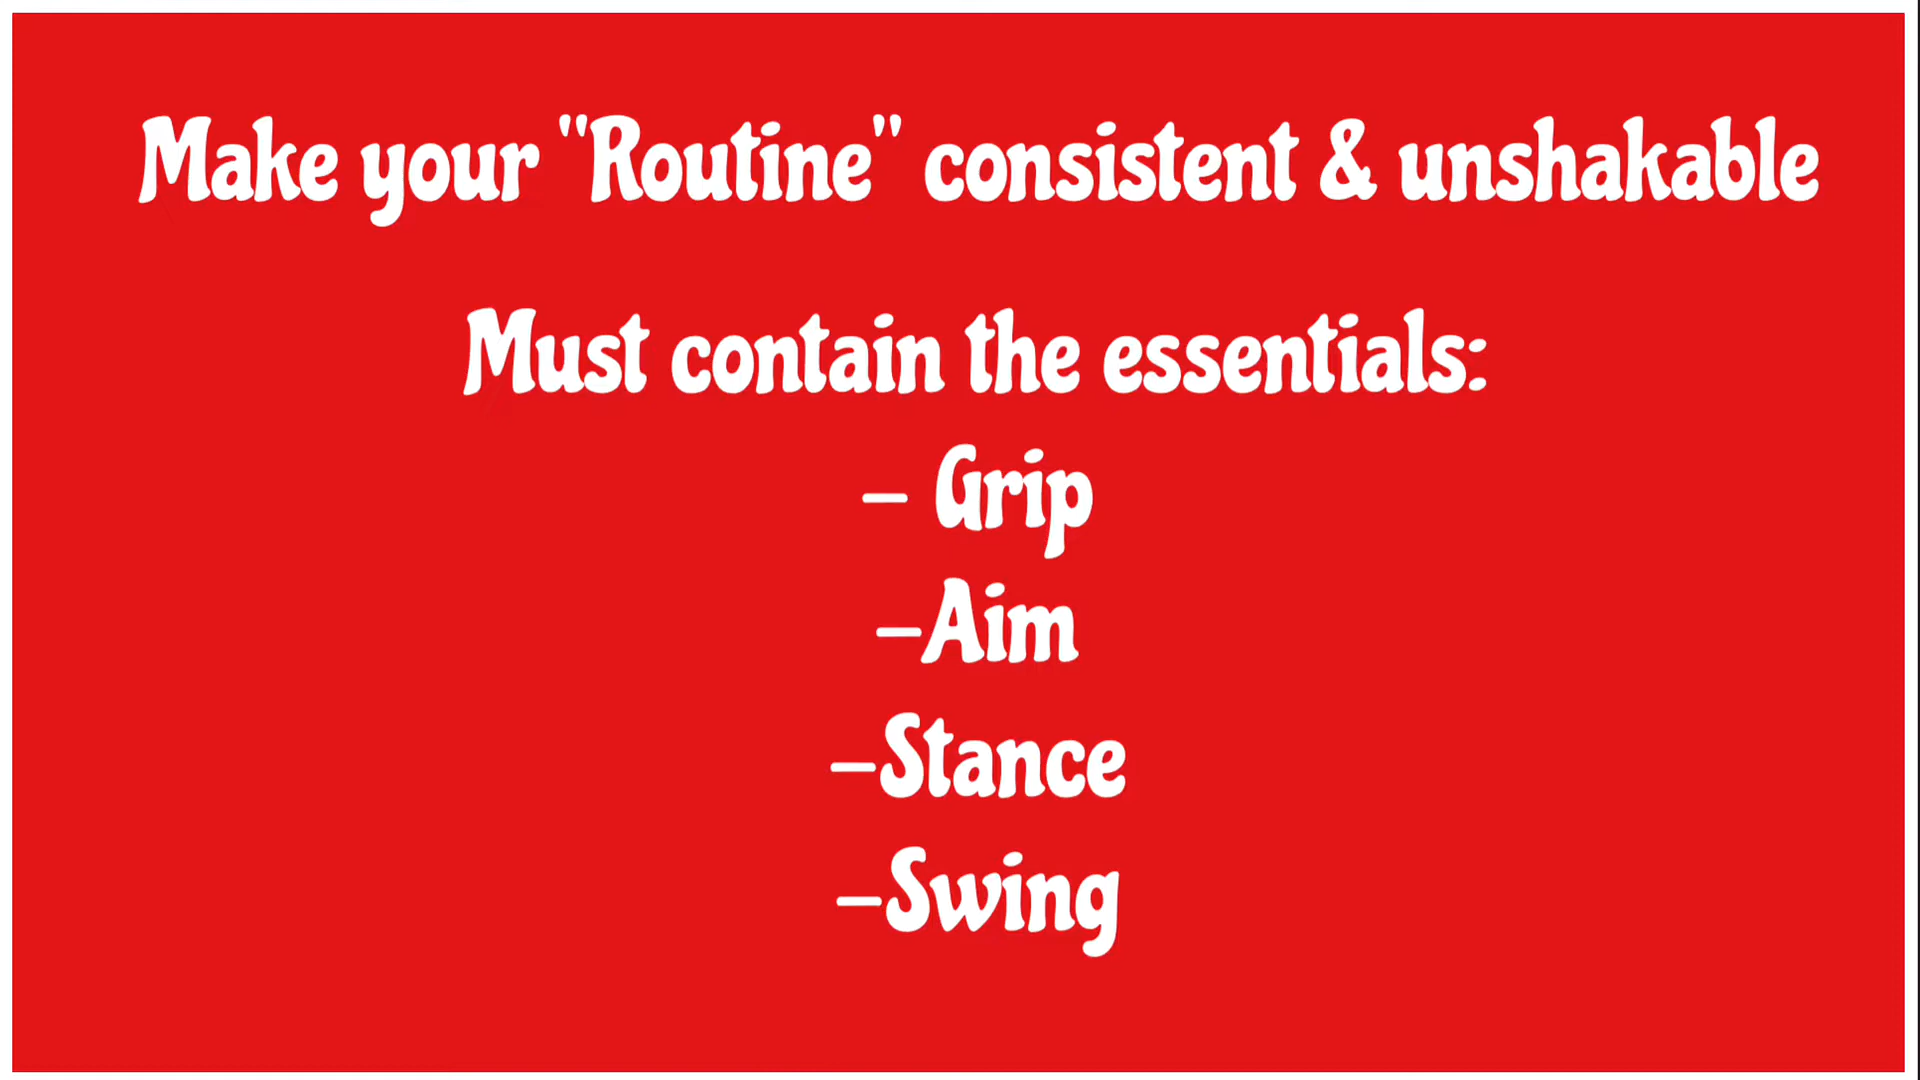 Make your "Routine" consistent & unshakable
Must contain the essentials:
- Grip
-Aim
-Stance
-Swing